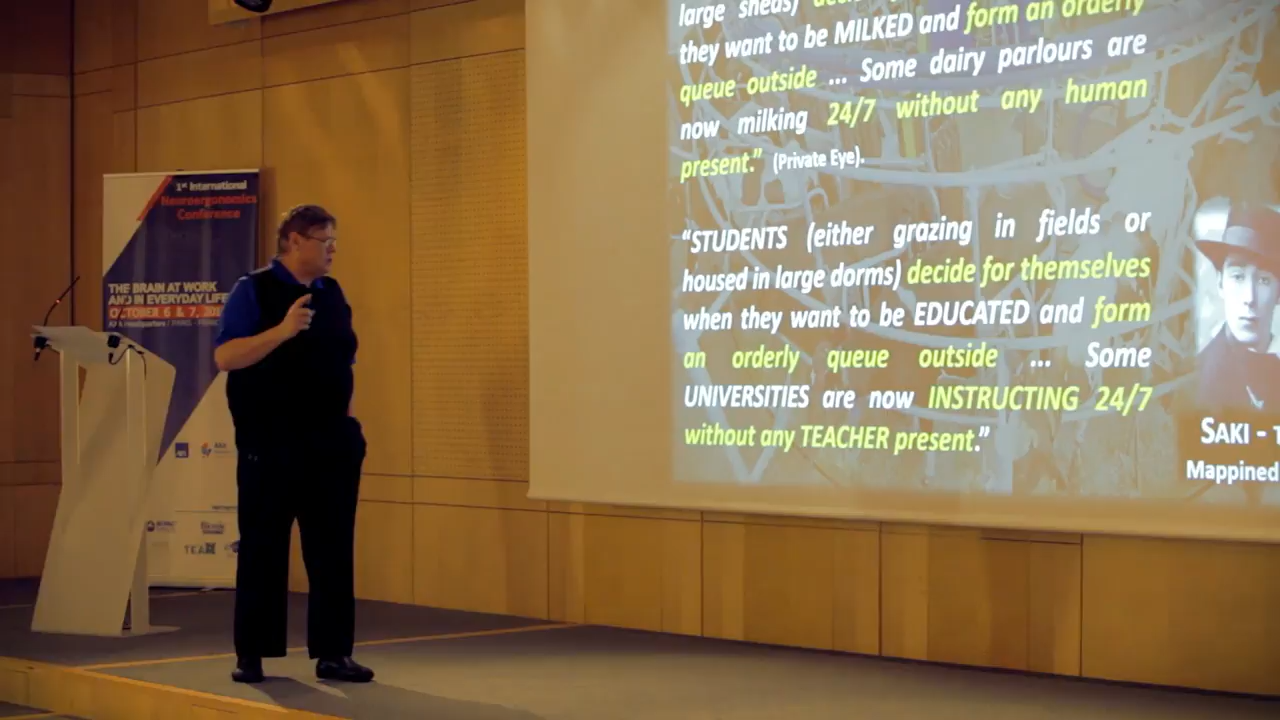 1st International
Neuroergonomics
Conference
THE BRAIN AT WORK
AND IN EVERYDAY LIFE
OCTOBER 6 & 7,
large sheds)
they want to be MILKED and form an orderly
queue outside ... Some dairy parlours are
now milking 24/7 without any human
present.” (Private Eye).
“STUDENTS (either grazing in fields or
housed in large dorms) decide for themselves
when they want to be EDUCATED and form
an orderly queue outside ... Some
UNIVERSITIES are now INSTRUCTING 24/7
without any TEACHER present.”
SAKI -
Mappined